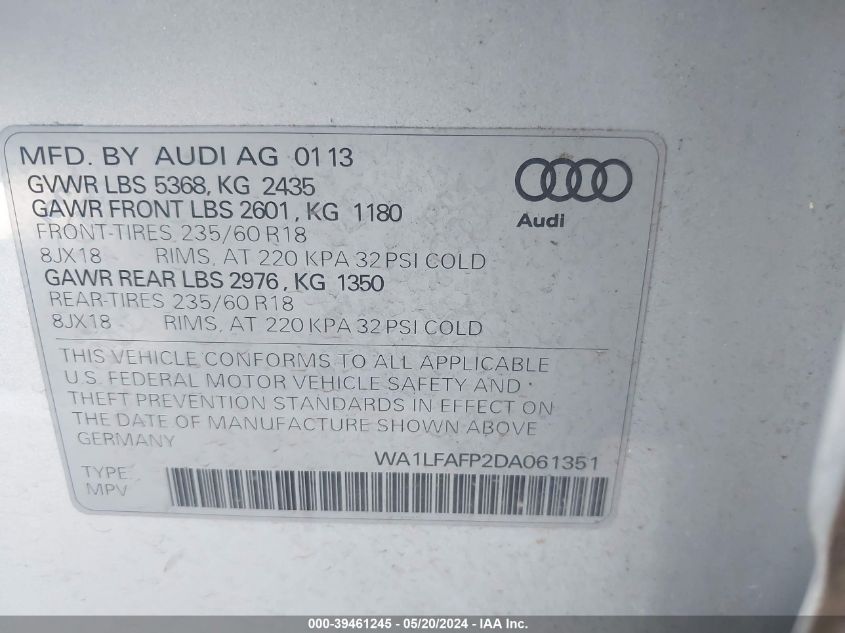 MFD. BY AUDI AG 01 13
GVWR LBS 5368, KG 2435
GAWR FRONT LBS 2601, KG 1180
FRONT-TIRES 235/60 R18
8JX18 RIMS, AT 220 KPA 32 PSI COLD
GAWR REAR LBS 2976, KG 1350
REAR-TIRES 235/60 R18
8JX18 RIMS, AT 220 KPA 32 PSI COLD
Audi
THIS VEHICLE CONFORMS TO ALL APPLICABLE
U.S. FEDERAL MOTOR VEHICLE SAFETY AND
THEFT PREVENTION STANDARDS IN EFFECT ON
THE DATE OF MANUFACTURE SHOWN ABOVE
GERMANY
WA1LFAFP2DA061351
TYPE:
MPV
000-39461245 - 05/20/2024 - IAAI Inc.